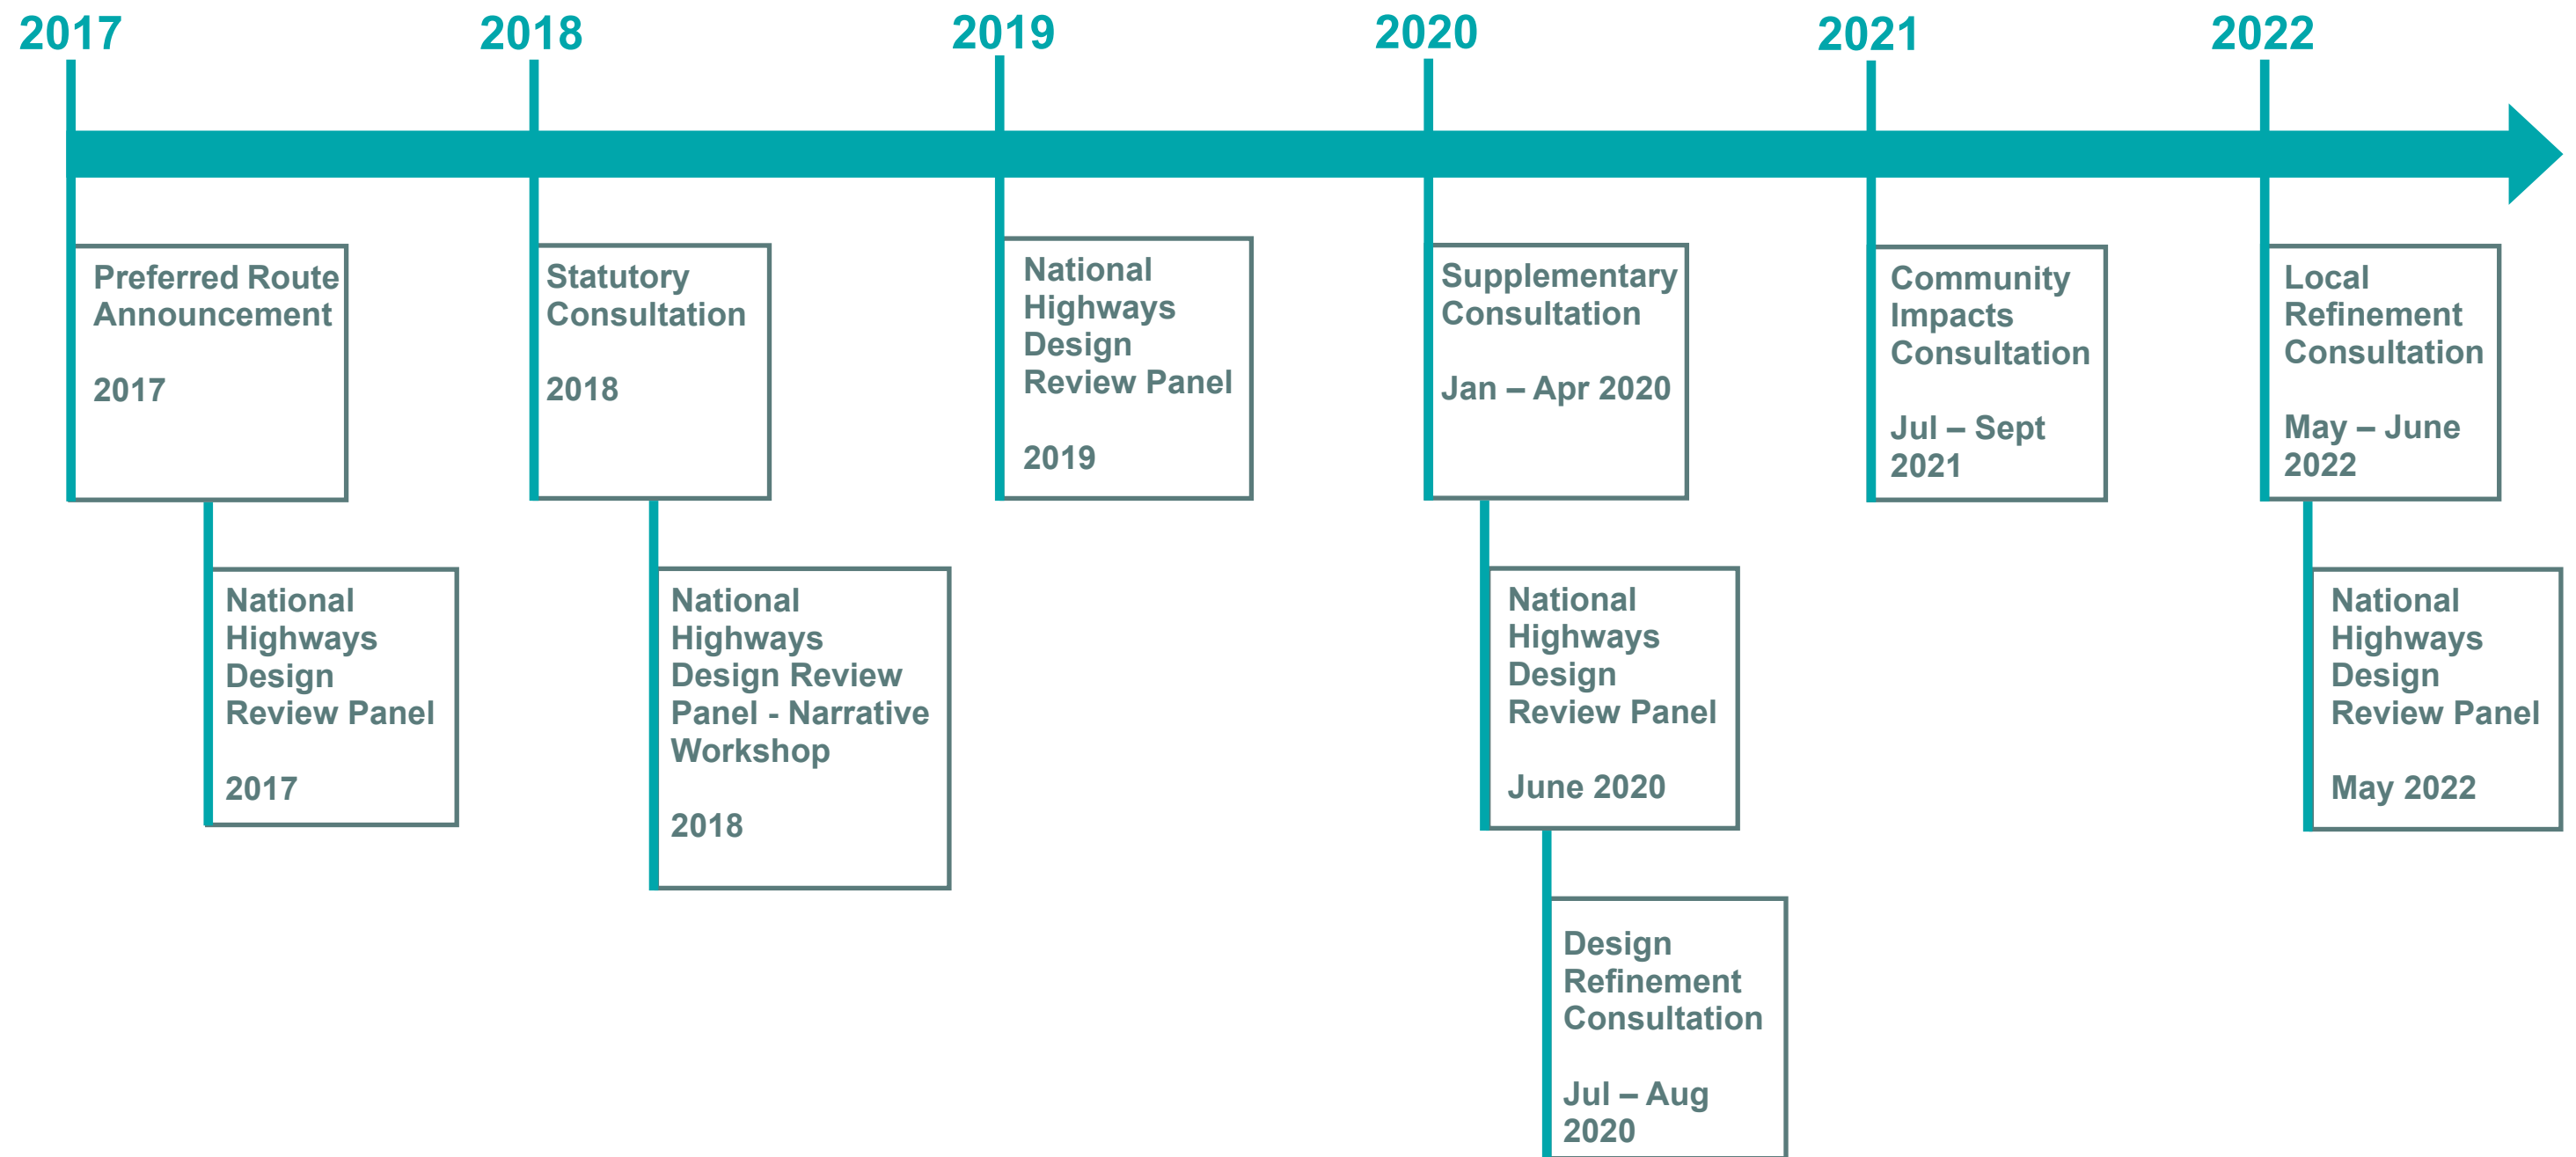 2017
2018
2019
2020
2021
2022
Preferred Route
Announcement
2017
National
Highways
Design
Review Panel
2017
Statutory
Consultation
2018
National
Highways
Design Review
Panel - Narrative
Workshop
2018
National
Highways
Design
Review Panel
2019
Supplementary
Consultation
Jan – Apr 2020
National
Highways
Design
Review Panel
June 2020
Design
Refinement
Consultation
Jul – Aug
2020
Community
Impacts
Consultation
Jul – Sept
2021
Local
Refinement
Consultation
May – June
2022
National
Highways
Design
Review Panel
May 2022